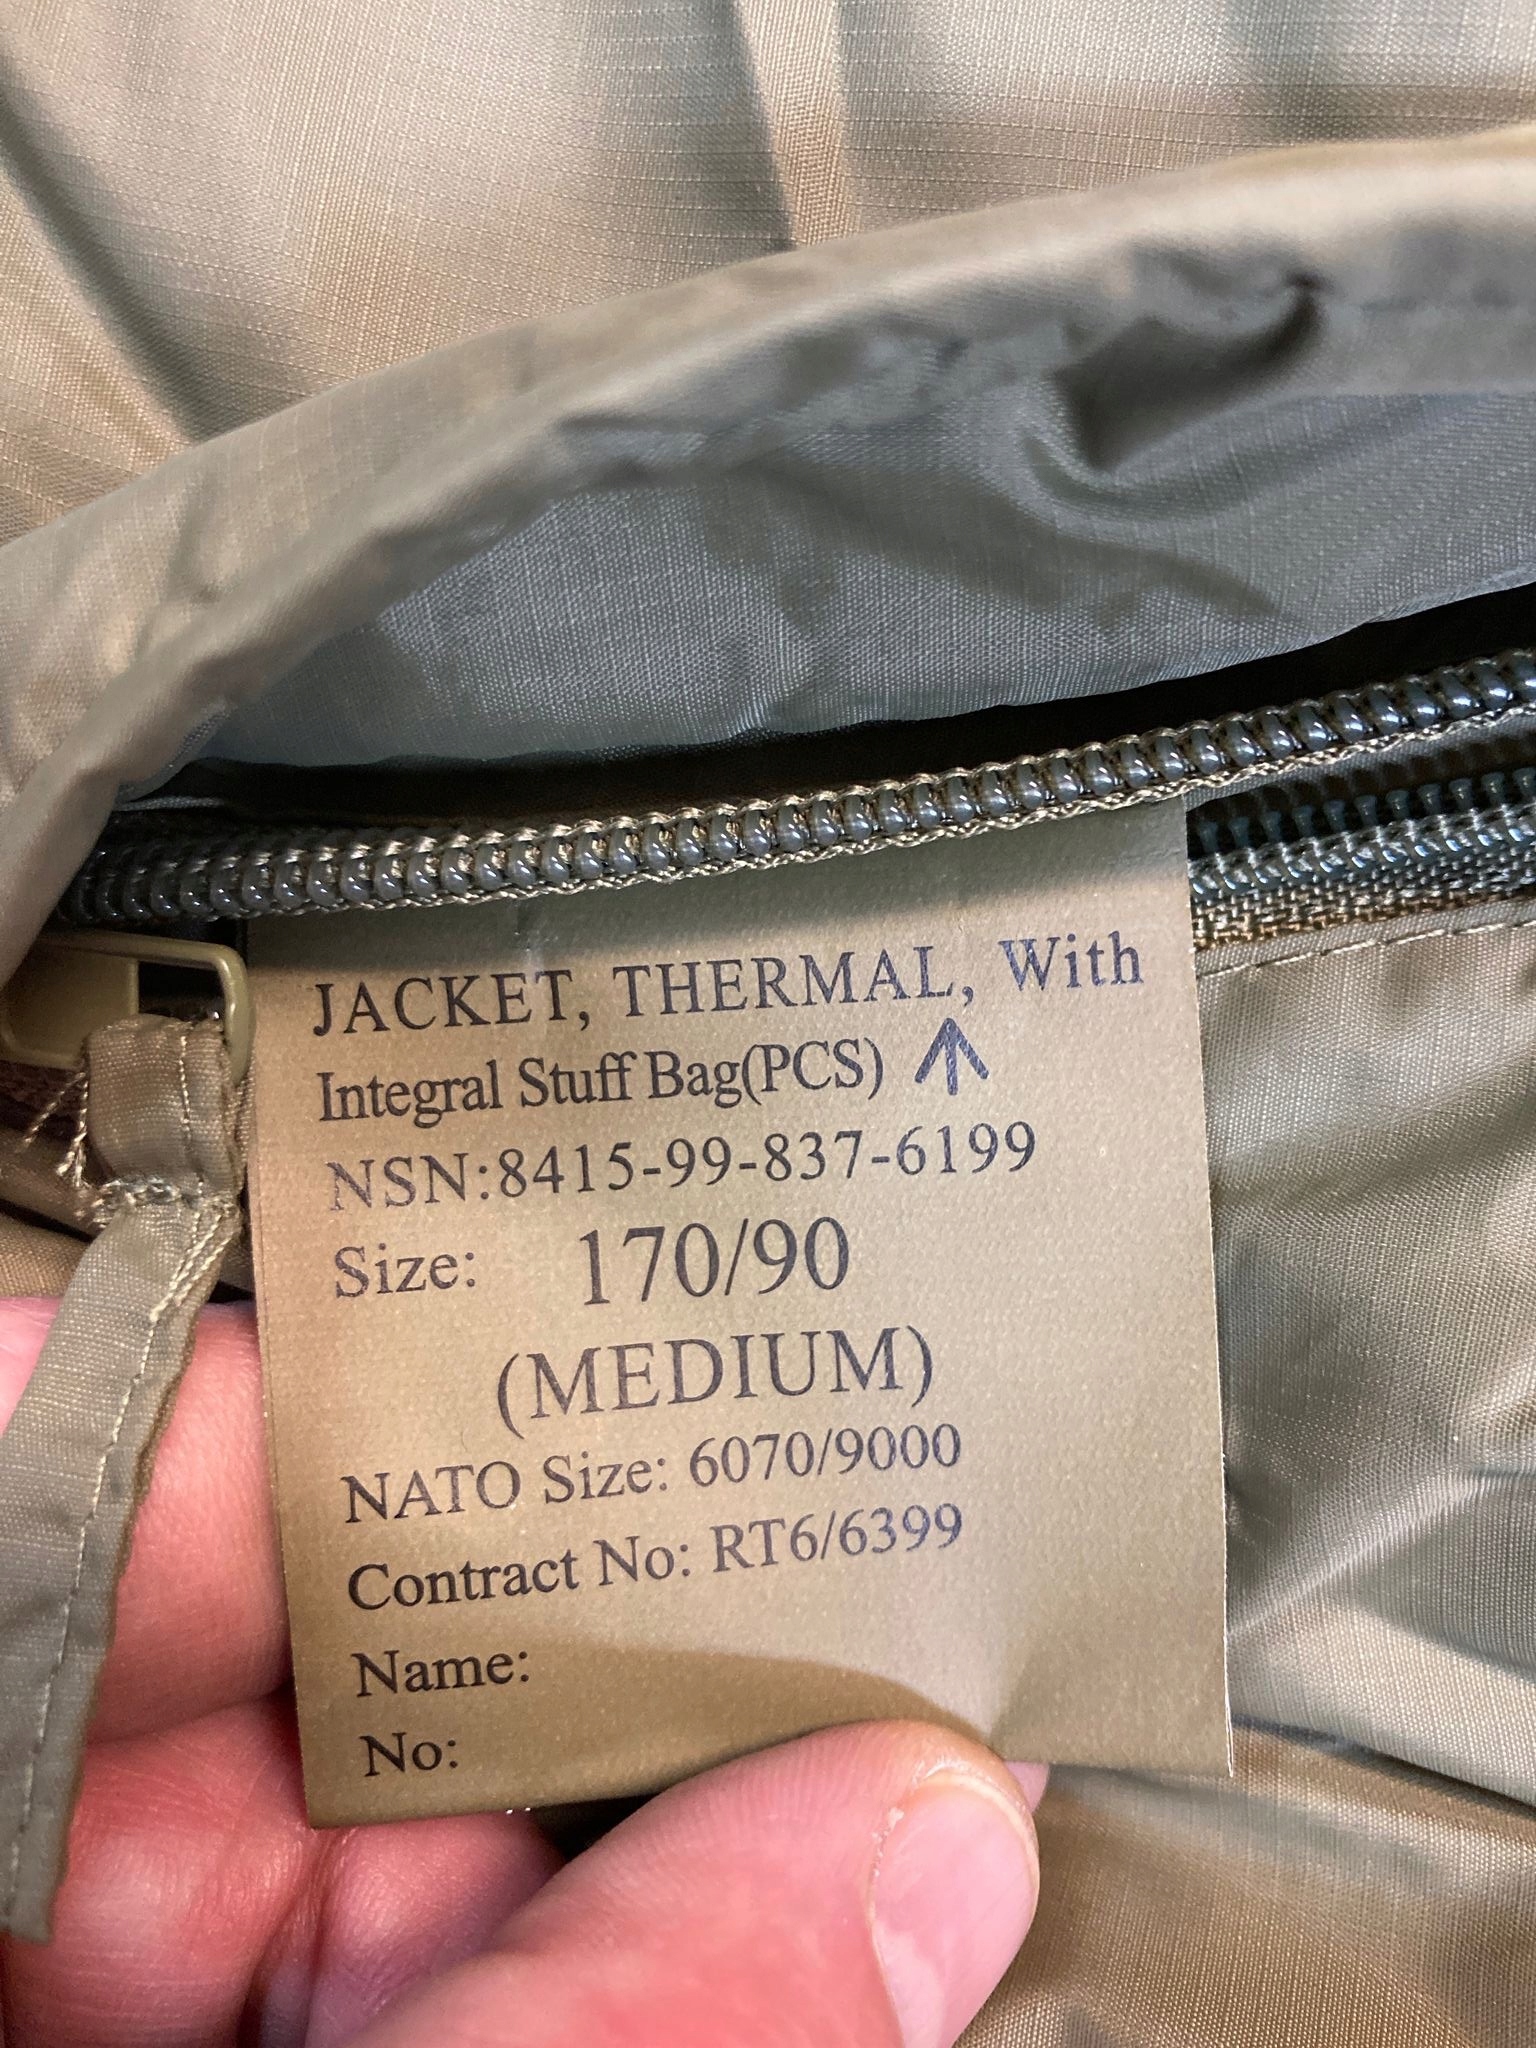 JACKET, THERMAL, With
Integral Stuff Bag(PCS) ↑
NSN:8415-99-837-6199
Size: 170/90
(MEDIUM)
NATO Size: 6070/9000
Contract No: RT6/6399
Name:
No: